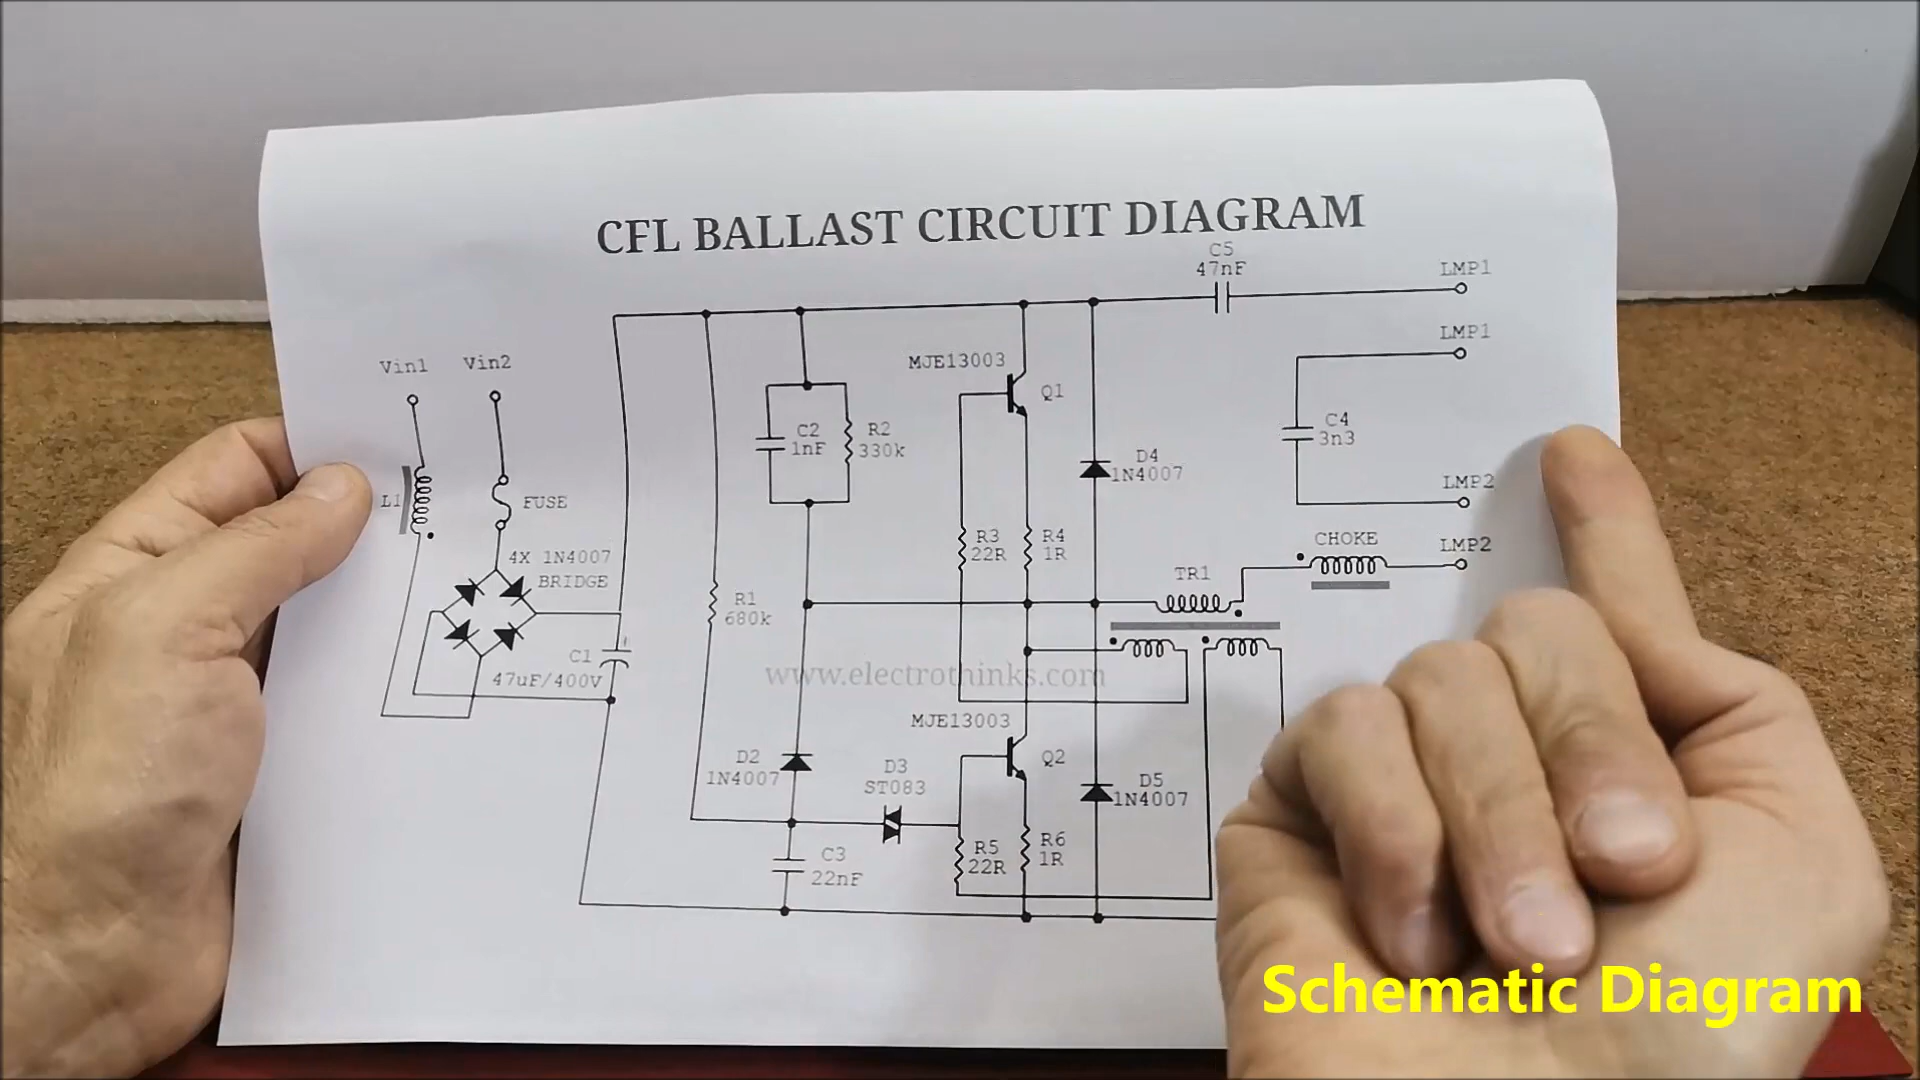 CFL BALLAST CIRCUIT DIAGRAM
C5
47nF
LMP1
LMP1
Vin1
Vin2
MJE13003
Q1
C2
1nF
R2
330k
C4
3n3
D4
1N4007
LMP2
L1
FUSE
R3
22R
R4
1R
CHOKE
LMP2
4X 1N4007
BRIDGE
TR1
R1
680k
C1
+
47uF/400V
www.electrothinks.com
MJE13003
Q2
D2
1N4007
D3
ST083
D5
1N4007
C3
22nF
R5
22R
R6
1R
Schematic Diagram